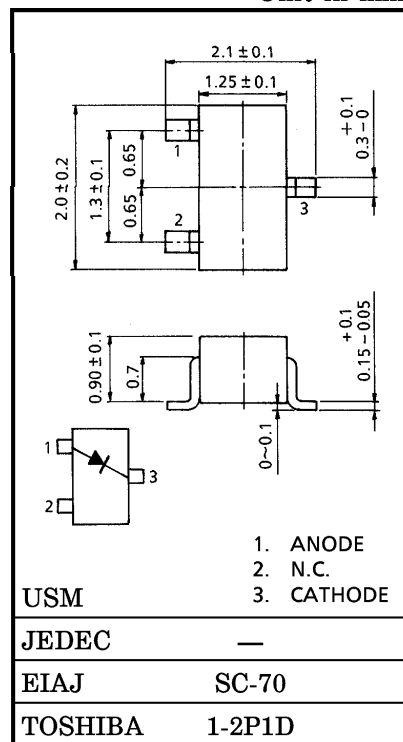 2.1±0.1
1.25±0.1
+0.1
0.3-0
2.0±0.2
1.3±0.1
0.65
0.65
1
2
3
0.90±0.1
0.7
+0.1
0.15-0.05
0~0.1
1
2
3
1. ANODE
2. N.C.
3. CATHODE
USM
JEDEC —
EIAJ SC-70
TOSHIBA 1-2P1D